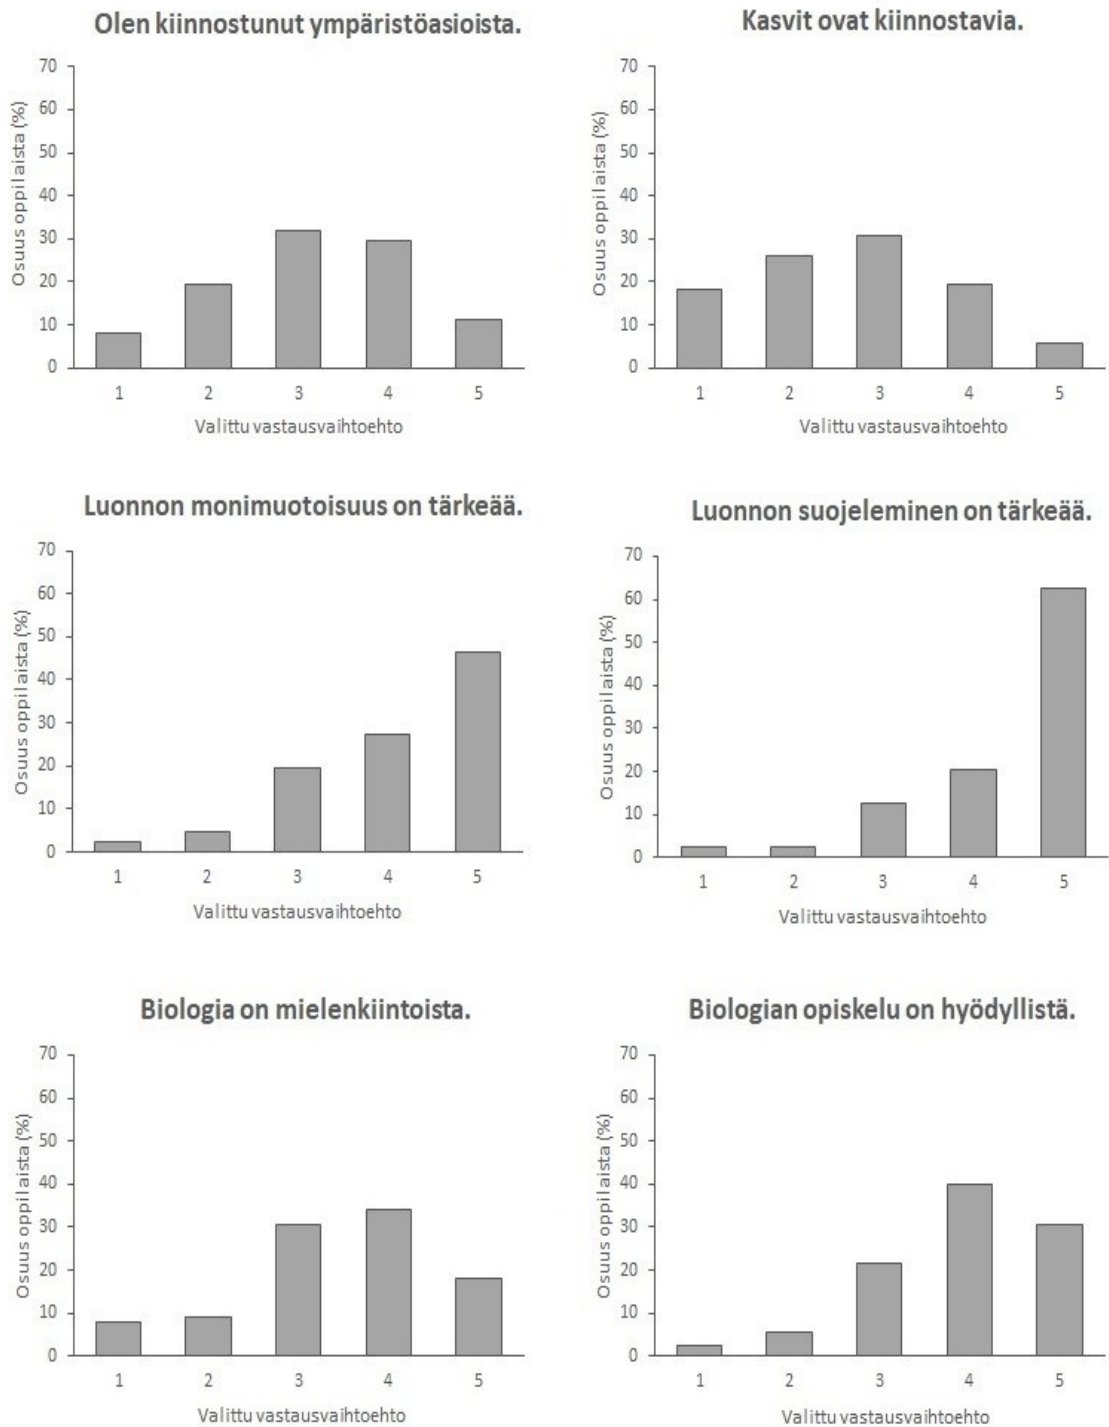 Olen kiinnostunut ympäristöasioista.
70
60
50
40
30
20
10
0
Osuus oppilaista (%)
1 2 3 4 5
Valittu vastausvaihtoehto
Kasvit ovat kiinnostavia.
70
60
50
40
30
20
10
0
Osuus oppilaista (%)
1 2 3 4 5
Valittu vastausvaihtoehto
Luonnon monimuotoisuus on tärkeää.
70
60
50
40
30
20
10
0
Osuus oppilaista (%)
1 2 3 4 5
Valittu vastausvaihtoehto
Luonnon suojeleminen on tärkeää.
70
60
50
40
30
20
10
0
Osuus oppilaista (%)
1 2 3 4 5
Valittu vastausvaihtoehto
Biologia on mielenkiintoista.
70
60
50
40
30
20
10
0
Osuus oppilaista (%)
1 2 3 4 5
Valittu vastausvaihtoehto
Biologian opiskelu on hyödyllistä.
70
60
50
40
30
20
10
0
Osuus oppilaista (%)
1 2 3 4 5
Valittu vastausvaihtoehto